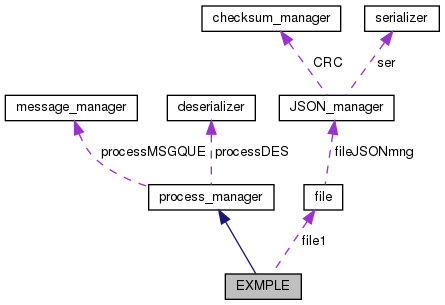 checksum_manager
serializer
CRC
ser
message_manager
deserializer
JSON_manager
processMSGQUE
processDES
fileJSONmng
process_manager
file
file1
EXMPLE